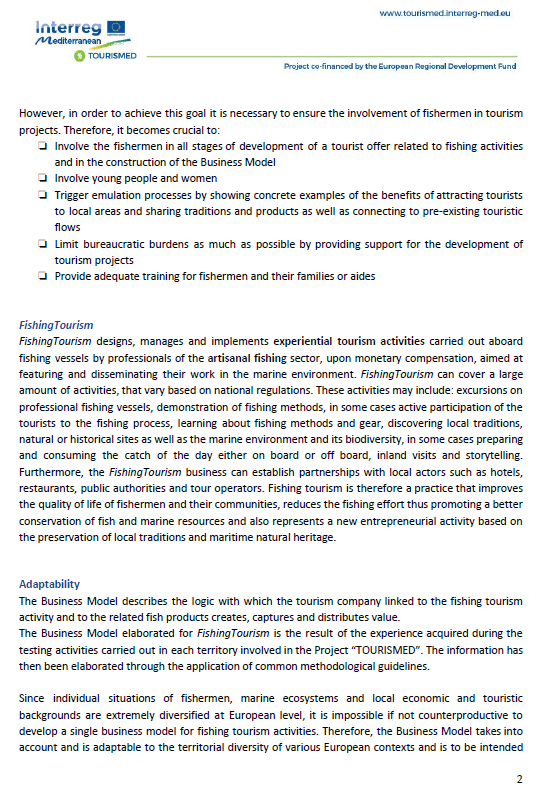 www.tourismed.interreg-med.eu
Interreg
Mediterranean
TOURISMED
Project co-financed by the European Regional Development Fund
However, in order to achieve this goal it is necessary to ensure the involvement of fishermen in tourism
projects. Therefore, it becomes crucial to:
❏ Involve the fishermen in all stages of development of a tourist offer related to fishing activities
and in the construction of the Business Model
❏ Involve young people and women
❏ Trigger emulation processes by showing concrete examples of the benefits of attracting tourists
to local areas and sharing traditions and products as well as connecting to pre-existing touristic
flows
❏ Limit bureaucratic burdens as much as possible by providing support for the development of
tourism projects
❏ Provide adequate training for fishermen and their families or aides
FishingTourism
FishingTourism designs, manages and implements experiential tourism activities carried out aboard
fishing vessels by professionals of the artisanal fishing sector, upon monetary compensation, aimed at
featuring and disseminating their work in the marine environment. FishingTourism can cover a large
amount of activities, that vary based on national regulations. These activities may include: excursions on
professional fishing vessels, demonstration of fishing methods, in some cases active participation of the
tourists to the fishing process, learning about fishing methods and gear, discovering local traditions,
natural or historical sites as well as the marine environment and its biodiversity, in some cases preparing
and consuming the catch of the day either on board or off board, inland visits and storytelling.
Furthermore, the FishingTourism business can establish partnerships with local actors such as hotels,
restaurants, public authorities and tour operators. Fishing tourism is therefore a practice that improves
the quality of life of fishermen and their communities, reduces the fishing effort thus promoting a better
conservation of fish and marine resources and also represents a new entrepreneurial activity based on
the preservation of local traditions and maritime natural heritage.
Adaptability
The Business Model describes the logic with which the tourism company linked to the fishing tourism
activity and to the related fish products creates, captures and distributes value.
The Business Model elaborated for FishingTourism is the result of the experience acquired during the
testing activities carried out in each territory involved in the Project "TOURISMED". The information has
then been elaborated through the application of common methodological guidelines.
Since individual situations of fishermen, marine ecosystems and local economic and touristic
backgrounds are extremely diversified at European level, it is impossible if not counterproductive to
develop a single business model for fishing tourism activities. Therefore, the Business Model takes into
account and is adaptable to the territorial diversity of various European contexts and is to be intended
2